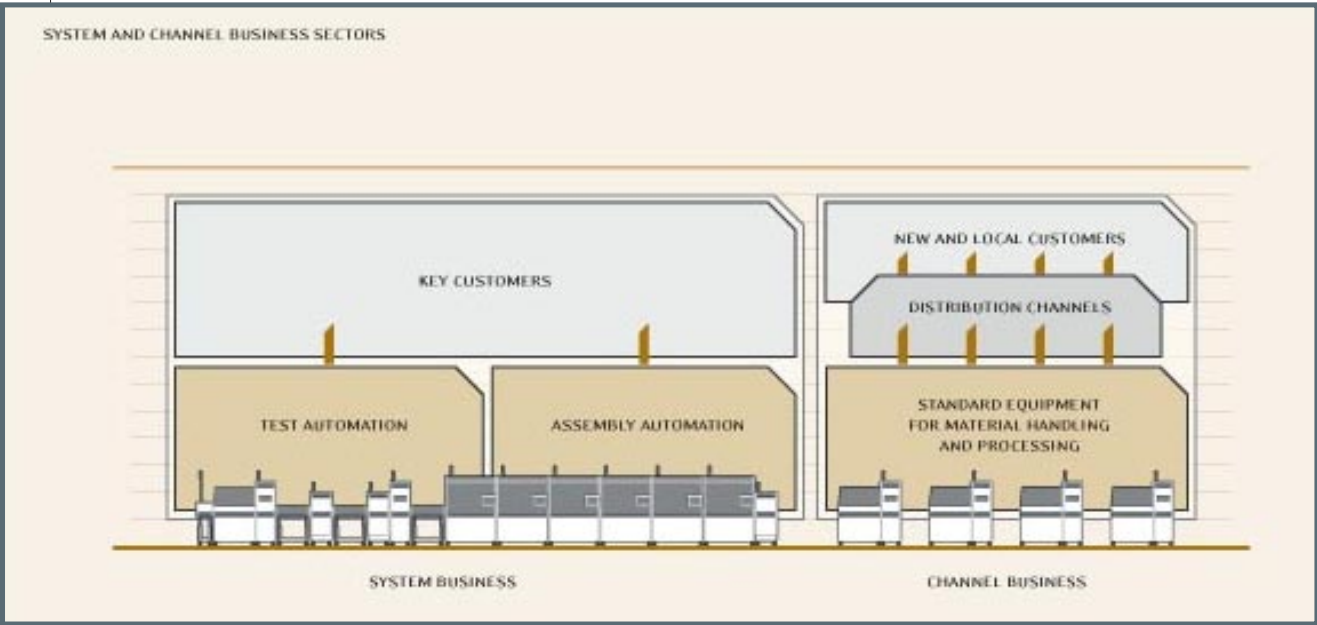 SYSTEM AND CHANNEL BUSINESS SECTORS
KEY CUSTOMERS
NEW AND LOCAL CUSTOMERS
DISTRIBUTION CHANNELS
TEST AUTOMATION
ASSEMBLY AUTOMATION
STANDARD EQUIPMENT
FOR MATERIAL HANDLING
AND PROCESSING
SYSTEM BUSINESS
CHANNEL BUSINESS